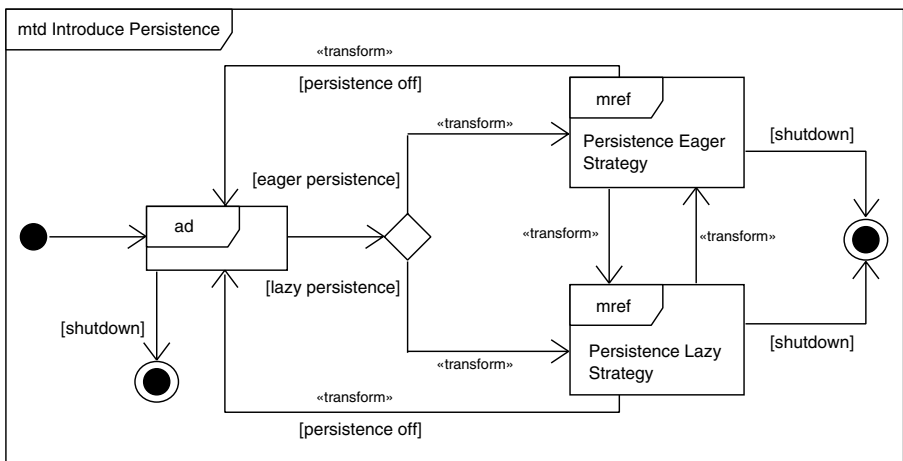 mtd Introduce Persistence
«transform»
[persistence off]
mref
Persistence Eager
Strategy
«transform»
[shutdown]
[eager persistence]
ad
«transform»
«transform»
[lazy persistence]
mref
[shutdown]
Persistence Lazy
Strategy
[shutdown]
«transform»
«transform»
[persistence off]